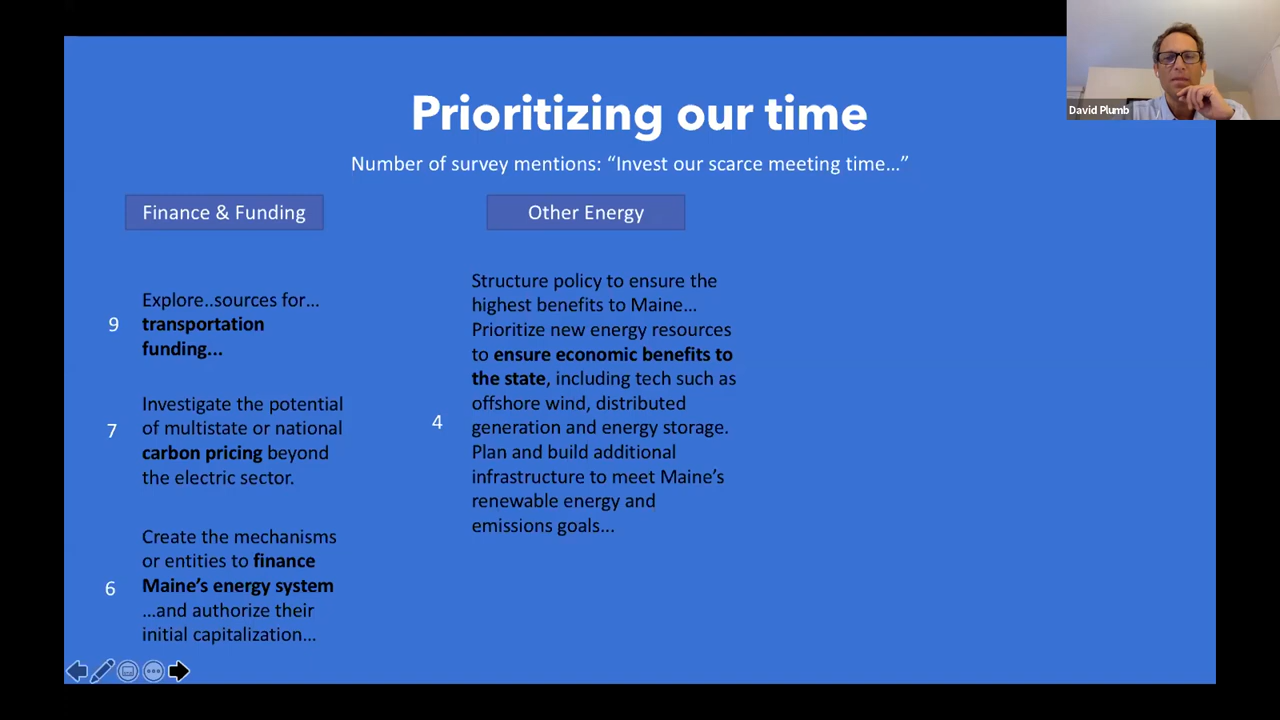 David Plumb
Prioritizing our time
Number of survey mentions: “Invest our scarce meeting time…”
Finance & Funding
9
Explore..sources for…
transportation
funding...
7
Investigate the potential
of multistate or national
carbon pricing beyond
the electric sector.
6
Create the mechanisms
or entities to finance
Maine’s energy system
…and authorize their
initial capitalization…
Other Energy
4
Structure policy to ensure the
highest benefits to Maine…
Prioritize new energy resources
to ensure economic benefits to
the state, including tech such as
offshore wind, distributed
generation and energy storage.
Plan and build additional
infrastructure to meet Maine’s
renewable energy and
emissions goals...